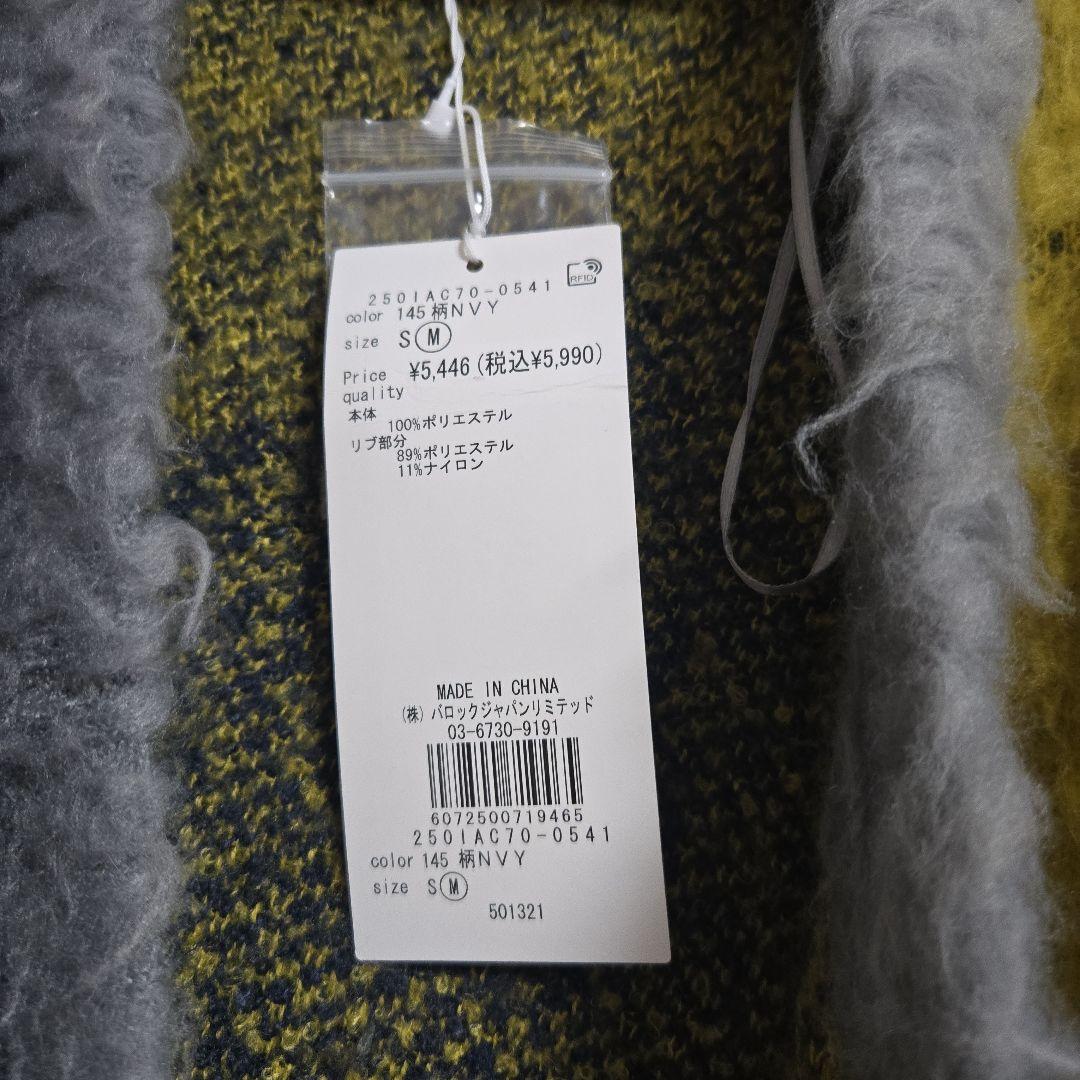 RFID
250IAC70-0541
color 145 柄NVY
size S M
Price ¥5,446(税込¥5,990)
quality
本体
100%ポリエステル
リブ部分
89%ポリエステル
11%ナイロン
MADE IN CHINA
(株) バロックジャパンリミテッド
03-6730-9191
6072500719465
250IAC70-0541
color 145 柄NVY
size S M
501321